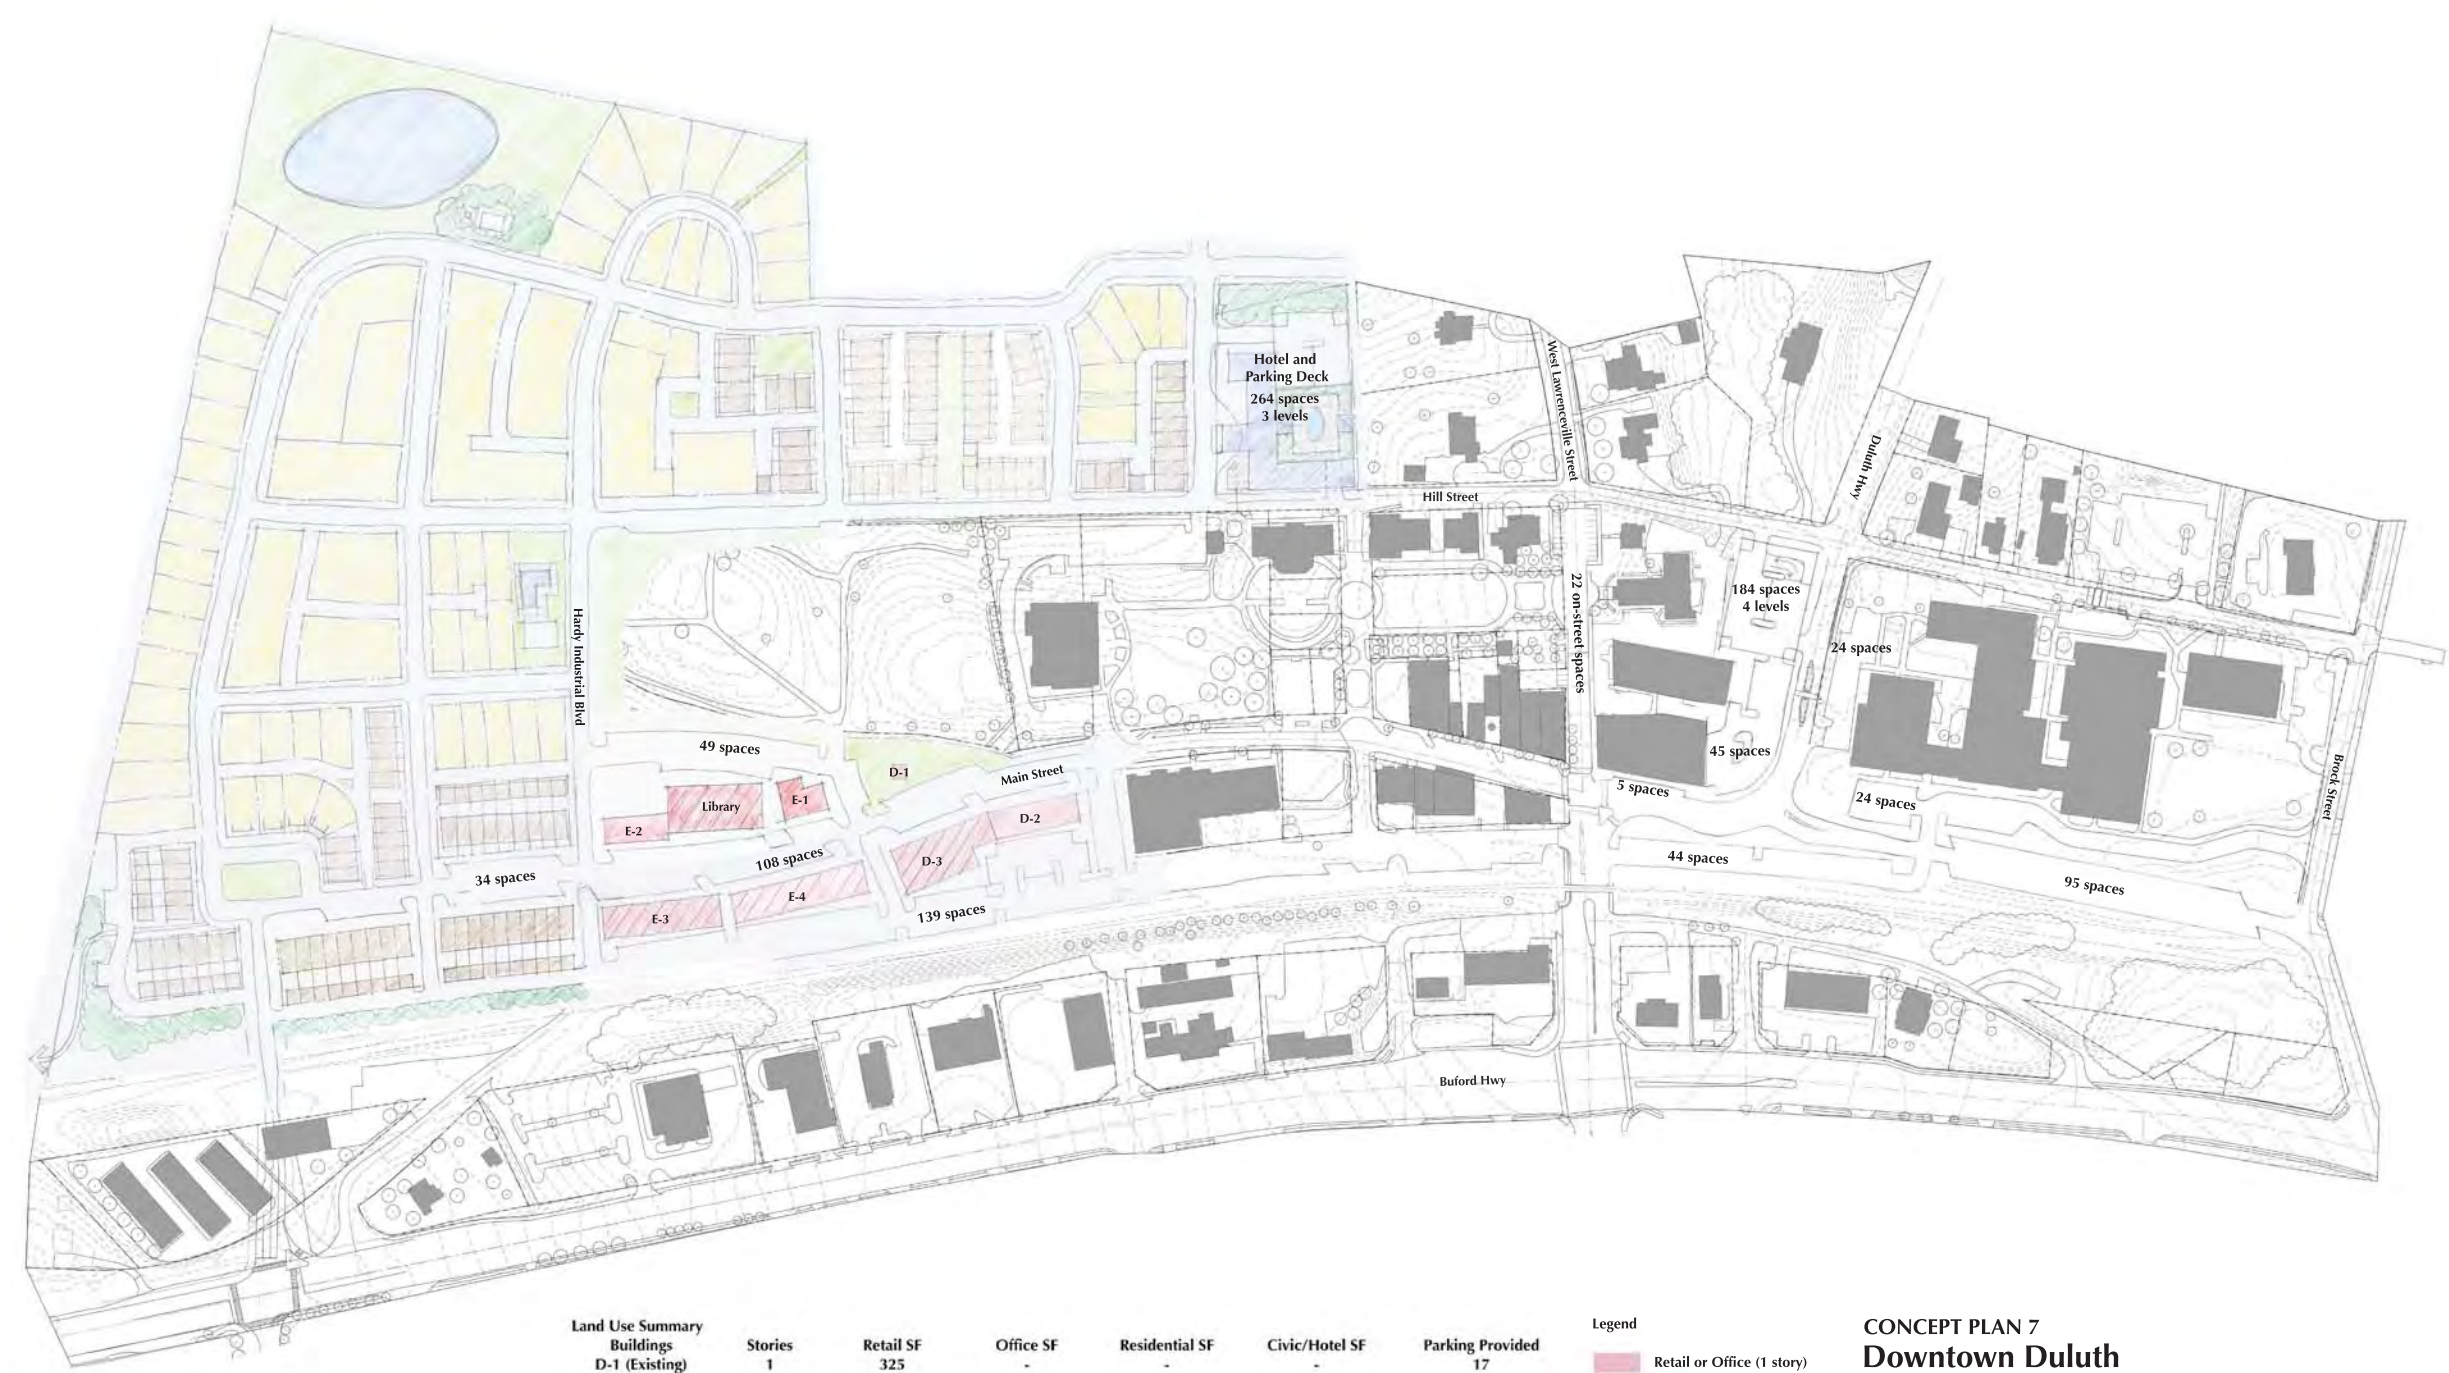 Hotel and
Parking Deck
264 spaces
3 levels
West Lawrenceville Street
Duluth Hwy
Hill Street
Hardy Industrial Blvd
22 on-street spaces
184 spaces
4 levels
24 spaces
49 spaces
D-1
Main Street
45 spaces
5 spaces
24 spaces
Brock Street
Library
E-1
E-2
D-2
D-3
108 spaces
34 spaces
E-4
E-3
139 spaces
44 spaces
95 spaces
Buford Hwy
Land Use Summary
Buildings Stories Retail SF Office SF Residential SF Civic/Hotel SF Parking Provided
D-1 (Existing) 1 325 - - - 17
Legend
Retail or Office (1 story)
CONCEPT PLAN 7
Downtown Duluth